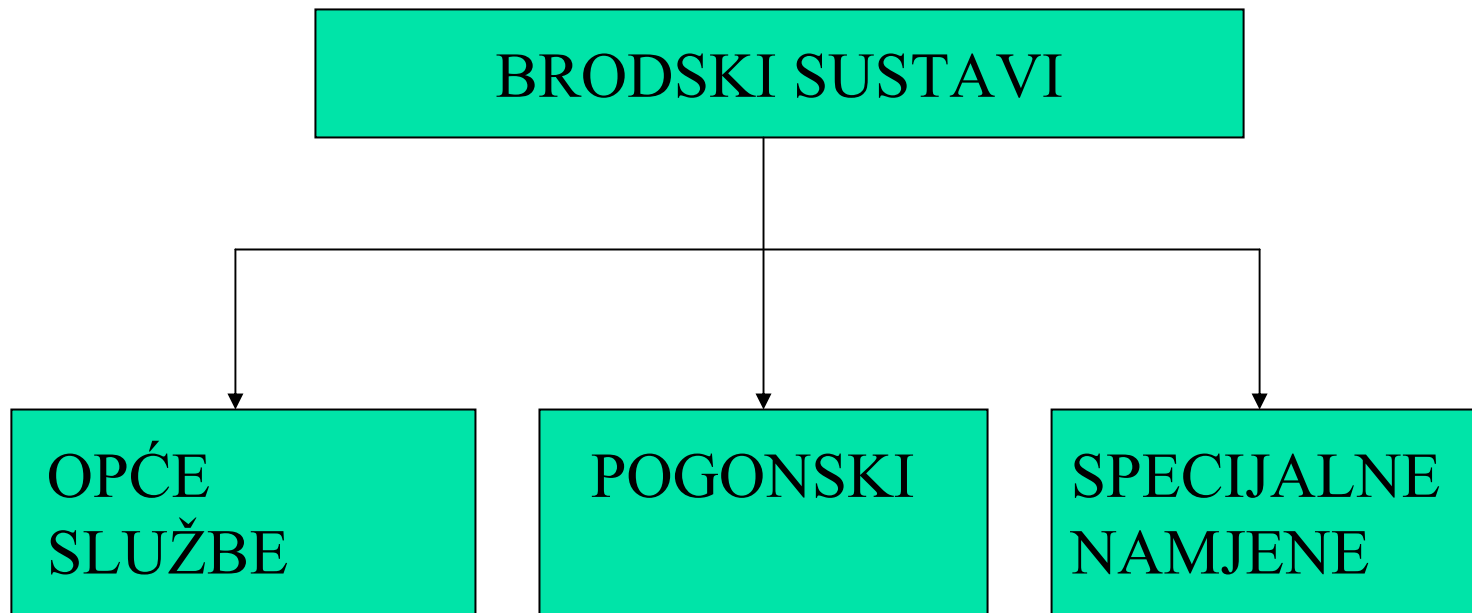 BRODSKI SUSTAVI
OPĆE
SLUŽBE
POGONSKI
SPECIJALNE
NAMJENE